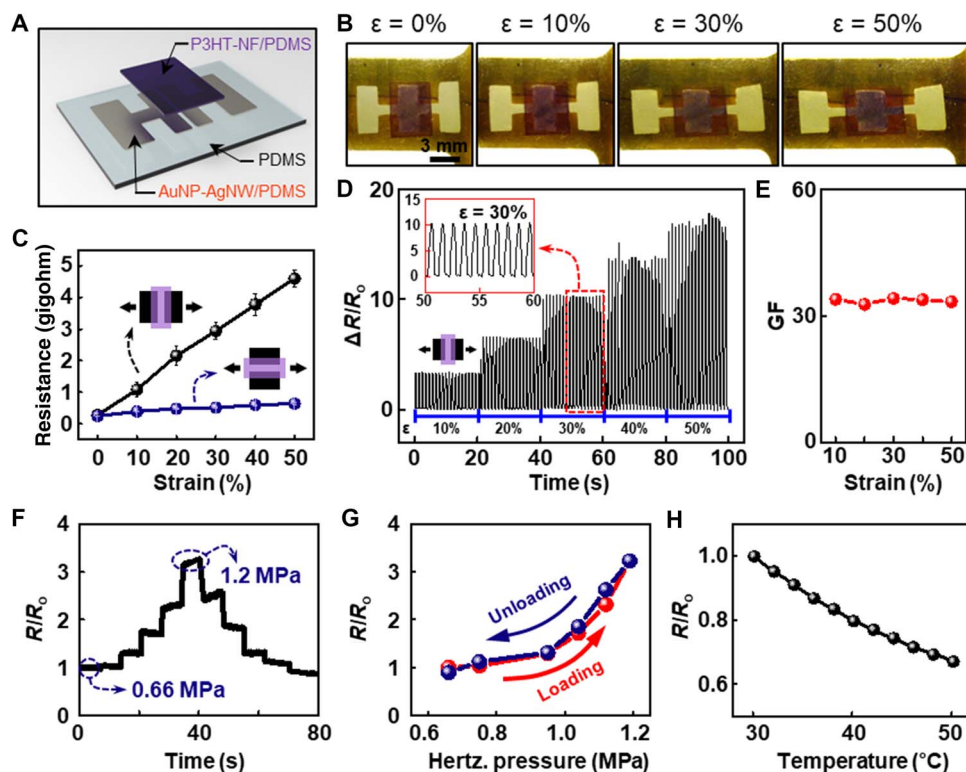 A
P3HT-NF/PDMS
PDMS
AuNP-AgNW/PDMS
B
ε = 0%
ε = 10%
ε = 30%
ε = 50%
3 mm
C
Resistance (gigohm)
5
4
3
2
1
0
0 10 20 30 40 50
Strain (%)
D
ΔR/Ro
20
10
0
ε = 30%
10
5
0
50 55 60
ε 10% 20% 30% 40% 50%
0 20 40 60 80 100
Time (s)
E
GF
60
30
0
10 20 30 40 50
Strain (%)
F
R/Ro
4
3
2
1
0
1.2 MPa
0.66 MPa
0 40 80
Time (s)
G
R/Ro
4
3
2
1
0
Unloading
Loading
0.6 0.8 1.0 1.2
Hertz. pressure (MPa)
H
R/Ro
1.0
0.8
0.6
30 40 50
Temperature (°C)